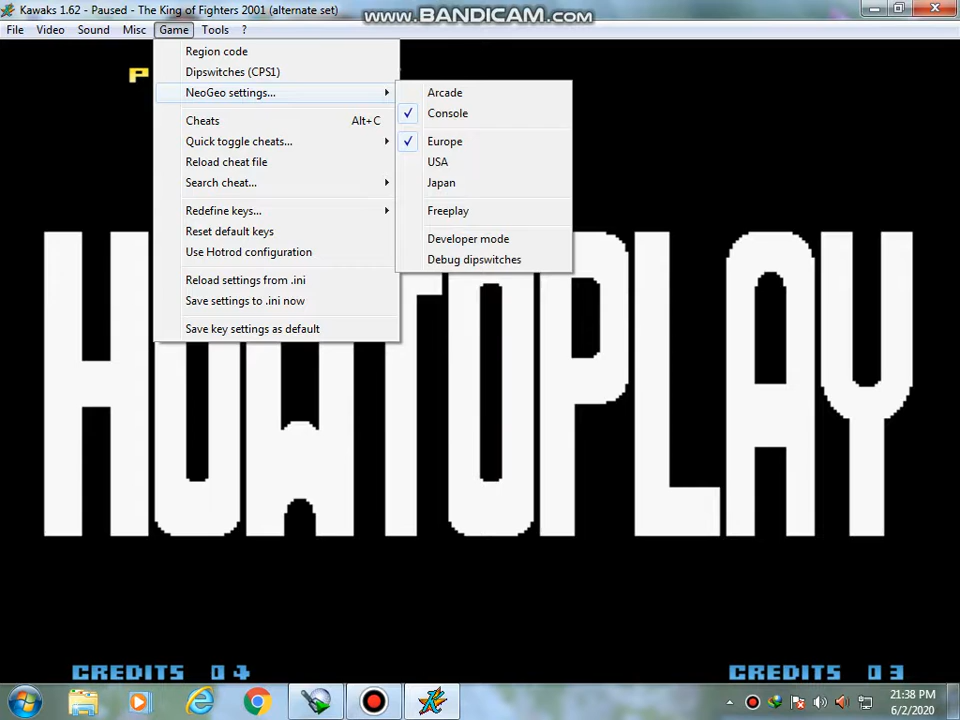 Kawaks 1.62 - Paused - The King of Fighters 2001 (alternate set)
www.BANDICAM.com
File Video Sound Misc Game Tools ?
P
Region code
Dipswitches (CPS1)
NeoGeo settings...
Cheats Alt+C
Quick toggle cheats...
Reload cheat file
Search cheat...
Redefine keys...
Reset default keys
Use Hotrod configuration
Reload settings from .ini
Save settings to .ini now
Save key settings as default
Arcade
Console
Europe
USA
Japan
Freeplay
Developer mode
Debug dipswitches
HOWTOPLAY
CREDITS 04 CREDITS 03
21:38 PM
6/2/2020